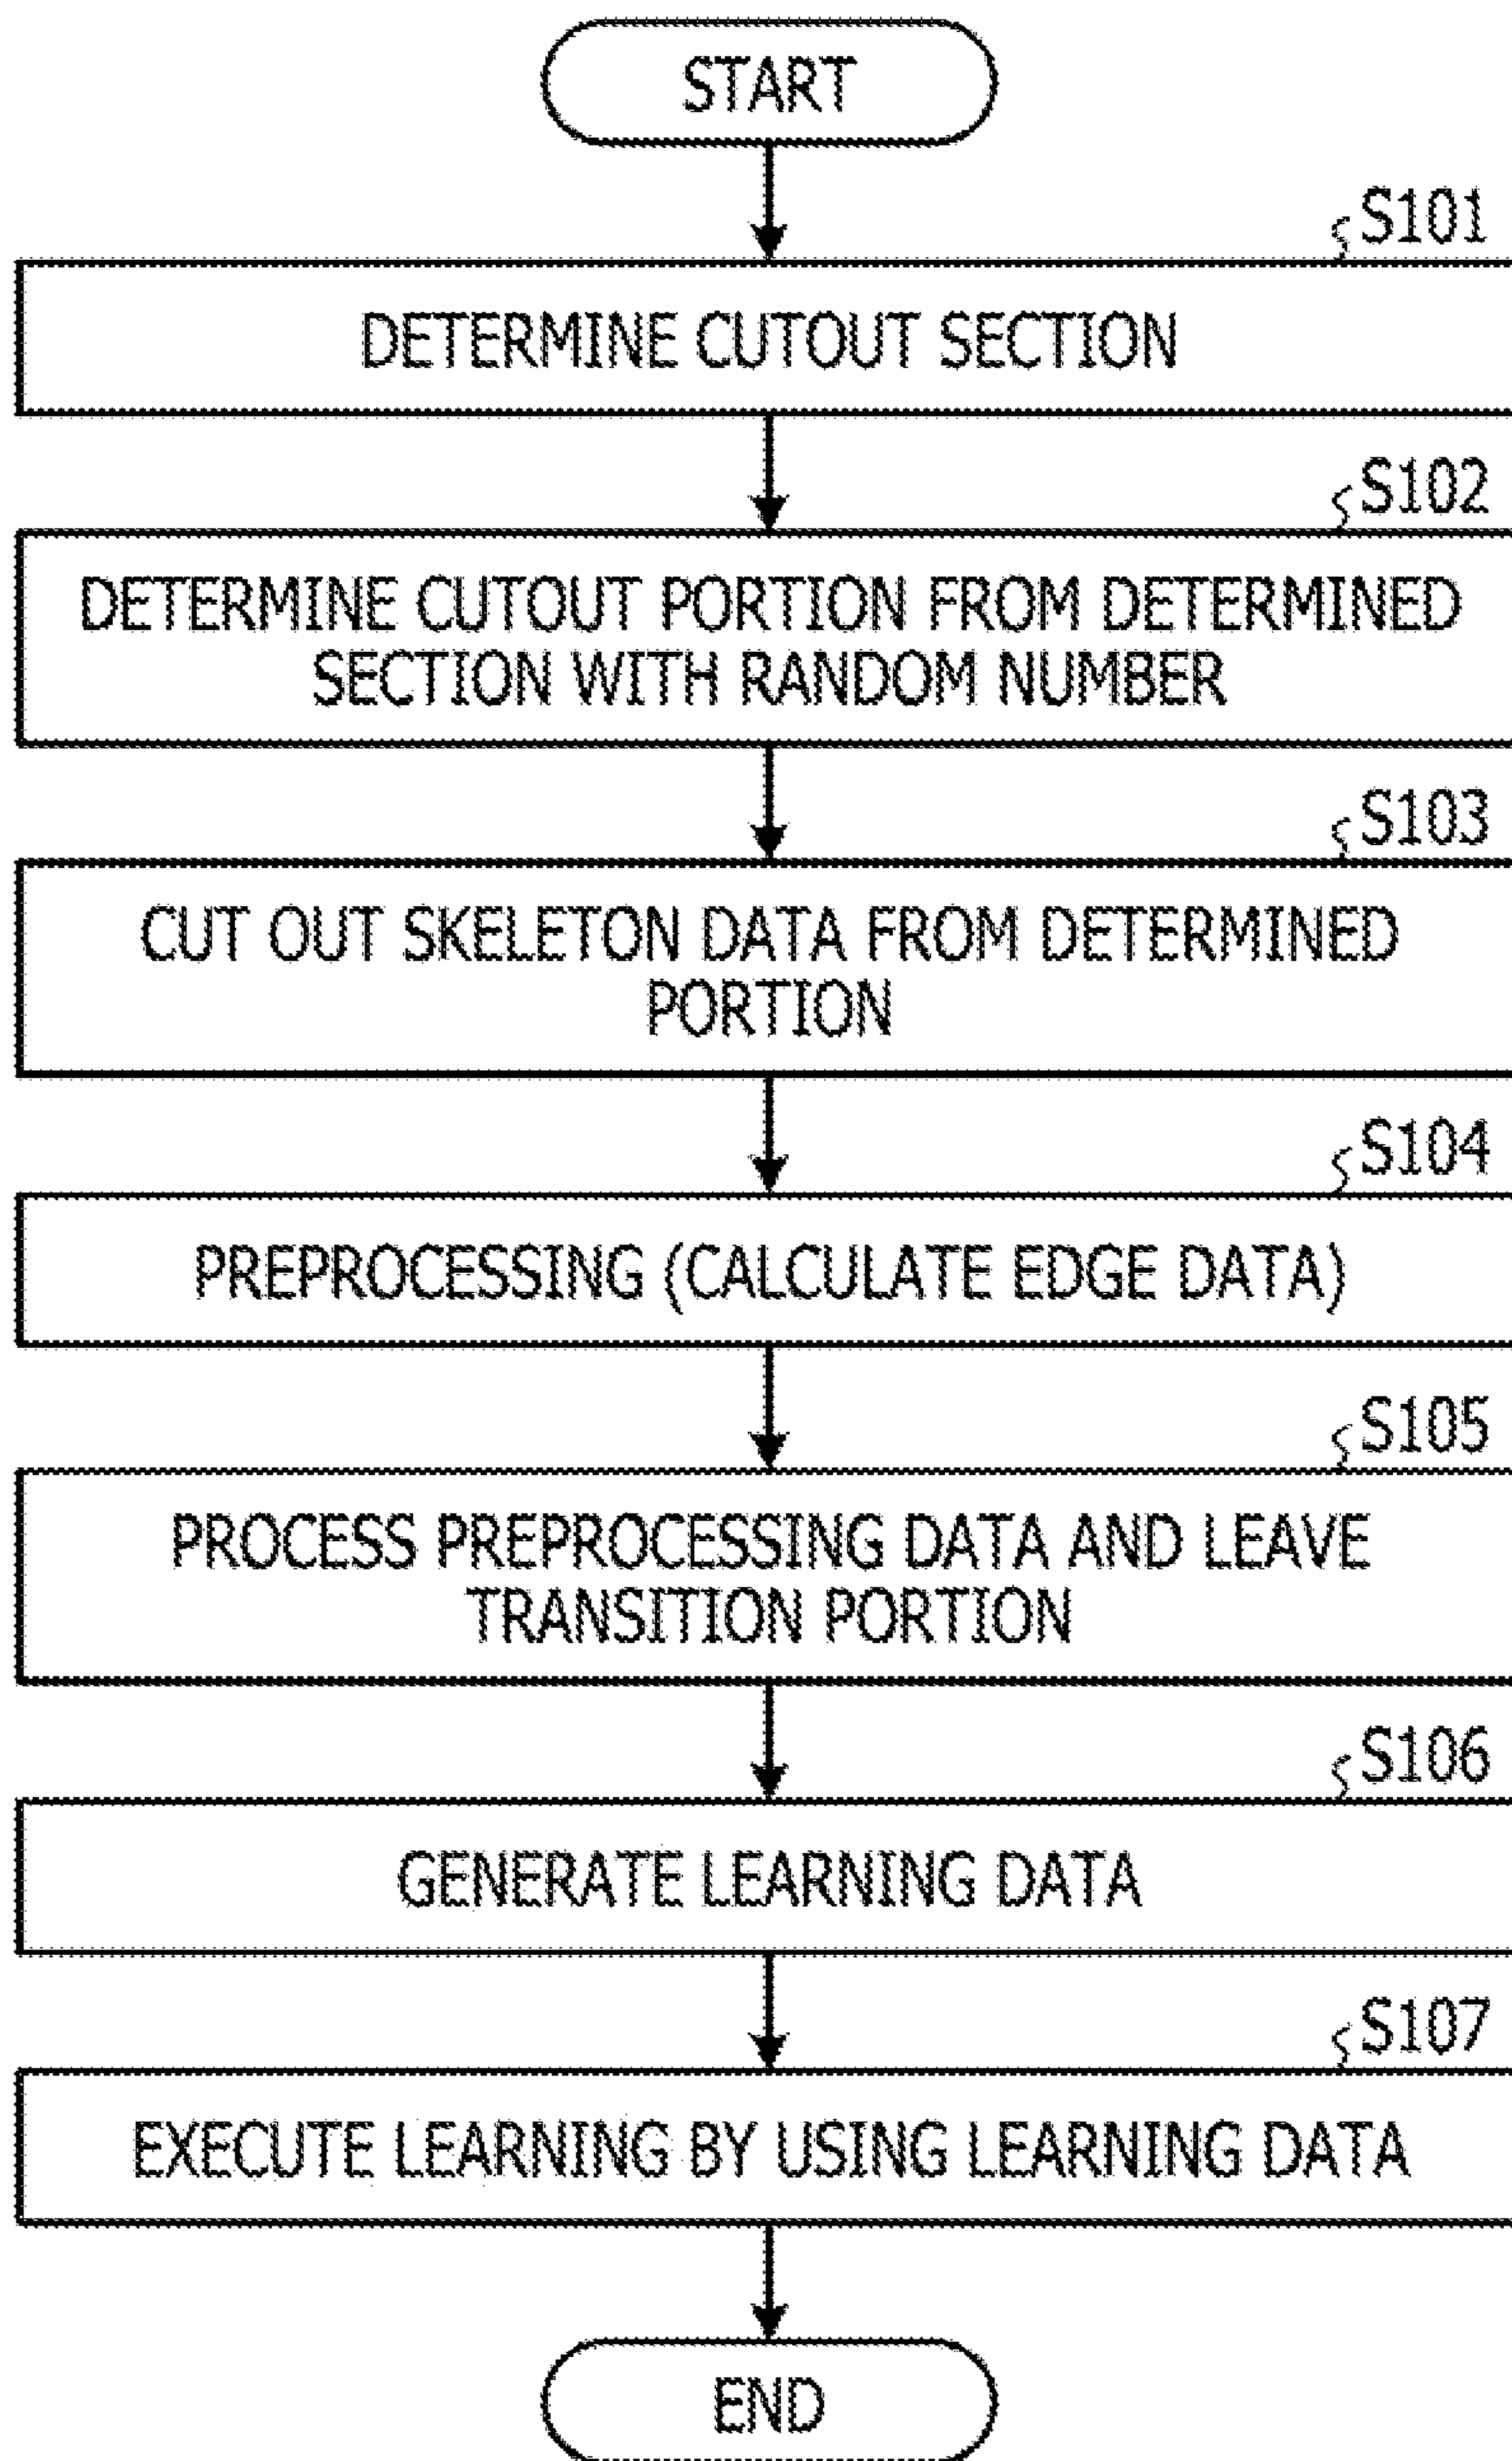 START
S101
DETERMINE CUTOUT SECTION
S102
DETERMINE CUTOUT PORTION FROM DETERMINED
SECTION WITH RANDOM NUMBER
S103
CUT OUT SKELETON DATA FROM DETERMINED
PORTION
S104
PREPROCESSING (CALCULATE EDGE DATA)
S105
PROCESS PREPROCESSING DATA AND LEAVE
TRANSITION PORTION
S106
GENERATE LEARNING DATA
S107
EXECUTE LEARNING BY USING LEARNING DATA
END